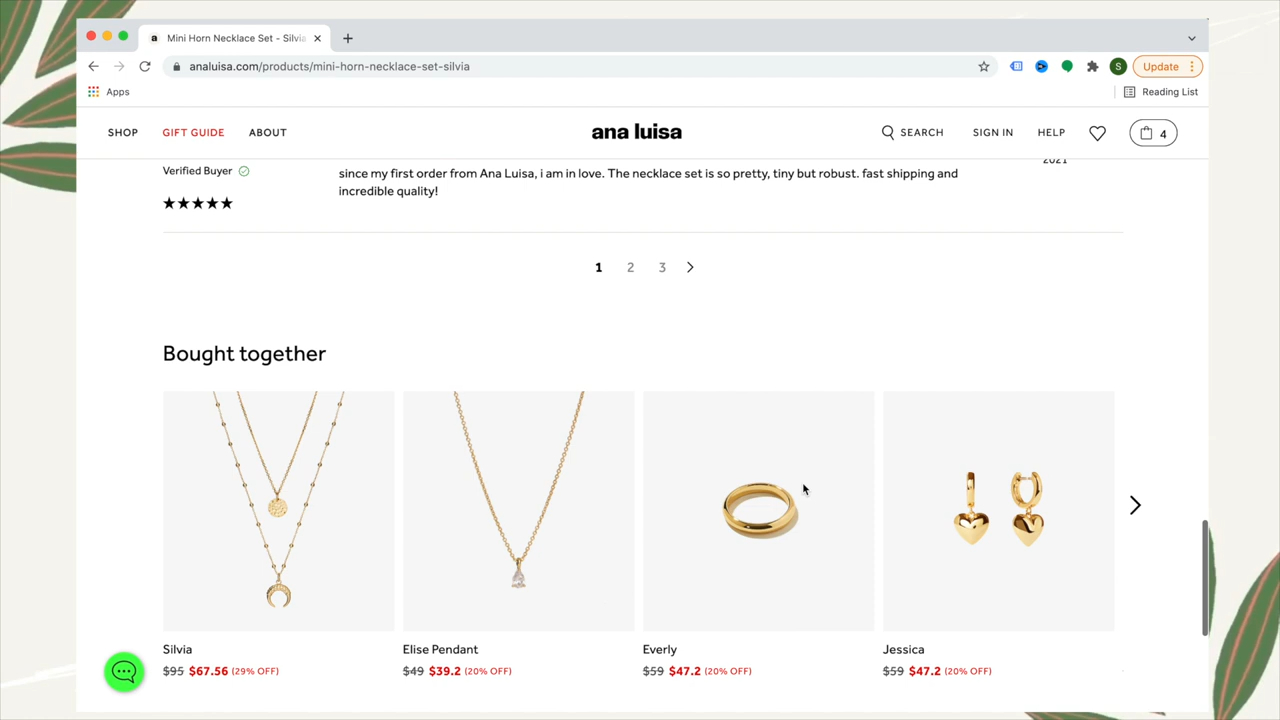 Mini Horn Necklace Set - Silvia
analuisa.com/products/mini-horn-necklace-set-silvia
S
Update
Apps
Reading List
SHOP
GIFT GUIDE
ABOUT
ana luisa
SEARCH
SIGN IN
HELP
4
2021
Verified Buyer
since my first order from Ana Luisa, i am in love. The necklace set is so pretty, tiny but robust. fast shipping and
incredible quality!
1 2 3
Bought together
Silvia
$95 $67.56 (29% OFF)
Elise Pendant
$49 $39.2 (20% OFF)
Everly
$59 $47.2 (20% OFF)
Jessica
$59 $47.2 (20% OFF)